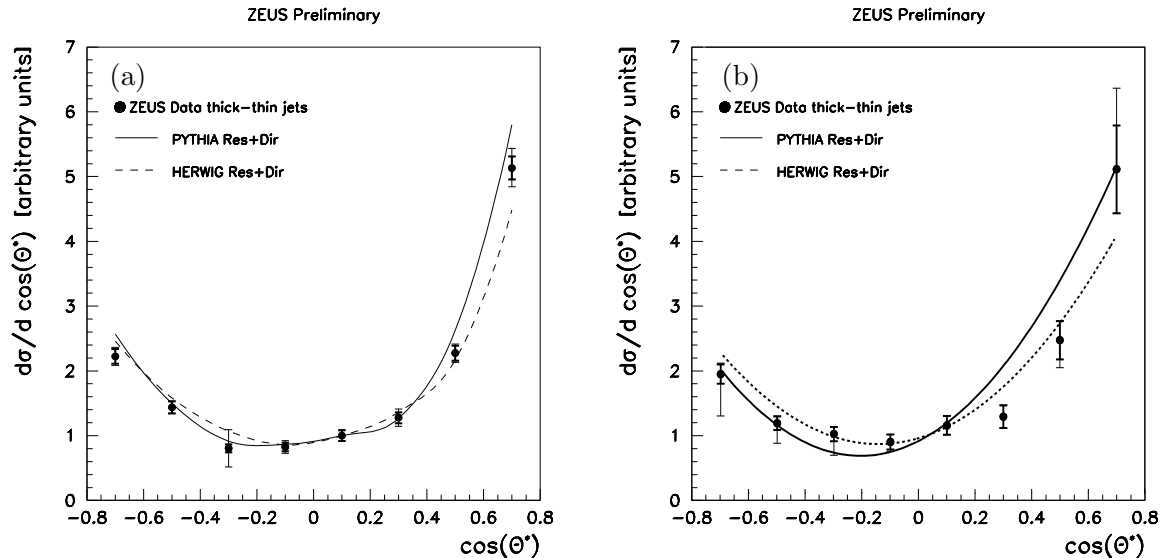 ZEUS Preliminary
dσ/d cos(Θ*) [arbitrary units]
7
6
5
4
3
2
1
0
(a)
ZEUS Data thick-thin jets
PYTHIA Res+Dir
HERWIG Res+Dir
-0.8 -0.6 -0.4 -0.2 0 0.2 0.4 0.6 0.8
cos(Θ*)
ZEUS Preliminary
dσ/d cos(Θ*) [arbitrary units]
7
6
5
4
3
2
1
0
(b)
ZEUS Data thick-thin jets
PYTHIA Res+Dir
HERWIG Res+Dir
-0.8 -0.6 -0.4 -0.2 0 0.2 0.4 0.6 0.8
cos(Θ*)